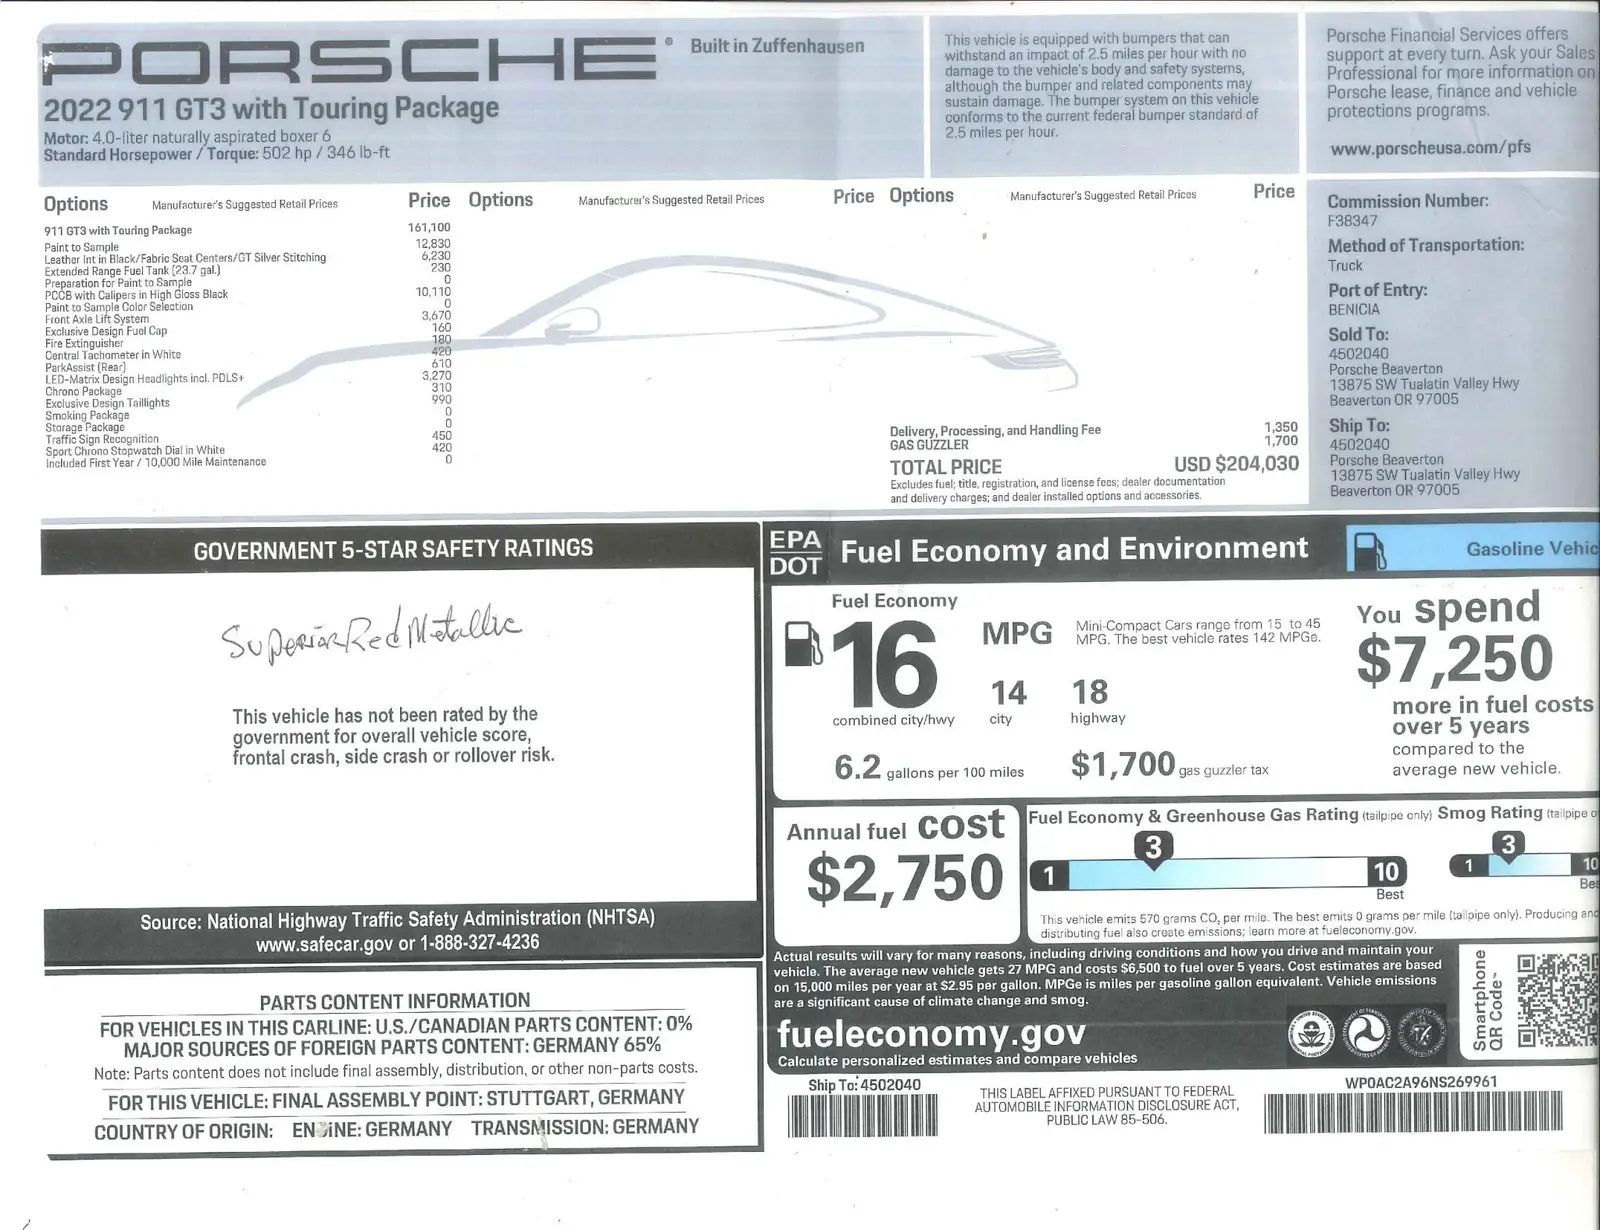 PORSCHE® Built in Zuffenhausen
2022 911 GT3 with Touring Package
Motor: 4.0-liter naturally aspirated boxer 6
Standard Horsepower / Torque: 502 hp / 346 lb-ft
This vehicle is equipped with bumpers that can
withstand an impact of 2.5 miles per hour with no
damage to the vehicle's body and safety systems,
although the bumper and related components may
sustain damage. The bumper system on this vehicle
conforms to the current federal bumper standard of
2.5 miles per hour.
Porsche Financial Services offers
support at every turn. Ask your Sales
Professional for more information on
Porsche lease, finance and vehicle
protections programs.
www.porscheusa.com/pfs
Options Manufacturer's Suggested Retail Prices Price
911 GT3 with Touring Package 161,100
Paint to Sample 12,830
Leather Int in Black/Fabric Seat Centers/GT Silver Stitching 6,230
Extended Range Fuel Tank (23.7 gal.) 230
Preparation for Paint to Sample 0
PCCB with Calipers in High Gloss Black 10,110
Paint to Sample Color Selection 0
Front Axle Lift System 3,670
Exclusive Design Fuel Cap 160
Fire Extinguisher 180
Central Tachometer in White 420
ParkAssist (Rear) 610
LED-Matrix Design Headlights incl. PDLS+ 3,270
Chrono Package 310
Exclusive Design Taillights 990
Smoking Package 0
Storage Package 0
Traffic Sign Recognition 450
Sport Chrono Stopwatch Dial in White 420
Included First Year / 10,000 Mile Maintenance 0
Options Manufacturer's Suggested Retail Prices Price
Options Manufacturer's Suggested Retail Prices Price
Delivery, Processing, and Handling Fee 1,350
GAS GUZZLER 1,700
TOTAL PRICE USD $204,030
Excludes fuel; title, registration, and license fees; dealer documentation
and delivery charges; and dealer installed options and accessories.
Commission Number:
F38347
Method of Transportation:
Truck
Port of Entry:
BENICIA
Sold To:
4502040
Porsche Beaverton
13875 SW Tualatin Valley Hwy
Beaverton OR 97005
Ship To:
4502040
Porsche Beaverton
13875 SW Tualatin Valley Hwy
Beaverton OR 97005
GOVERNMENT 5-STAR SAFETY RATINGS
Superior Red Metallic
This vehicle has not been rated by the
government for overall vehicle score,
frontal crash, side crash or rollover risk.
Source: National Highway Traffic Safety Administration (NHTSA)
www.safecar.gov or 1-888-327-4236
PARTS CONTENT INFORMATION
FOR VEHICLES IN THIS CARLINE: U.S./CANADIAN PARTS CONTENT: 0%
MAJOR SOURCES OF FOREIGN PARTS CONTENT: GERMANY 65%
Note: Parts content does not include final assembly, distribution, or other non-parts costs.
FOR THIS VEHICLE: FINAL ASSEMBLY POINT: STUTTGART, GERMANY
COUNTRY OF ORIGIN: ENGINE: GERMANY TRANSMISSION: GERMANY
EPA
DOT
Fuel Economy and Environment
Gasoline Vehic
Fuel Economy
16 MPG
combined city/hwy
14
city
18
highway
Mini-Compact Cars range from 15 to 45
MPG. The best vehicle rates 142 MPGe.
6.2 gallons per 100 miles
$1,700 gas guzzler tax
You spend
$7,250
more in fuel costs
over 5 years
compared to the
average new vehicle.
Annual fuel cost
$2,750
Fuel Economy & Greenhouse Gas Rating (tailpipe only)
3
1 10
Best
Smog Rating (tailpipe o
3
1 10
Bes
This vehicle emits 570 grams CO2 per mile. The best emits 0 grams per mile (tailpipe only). Producing and
distributing fuel also create emissions; learn more at fueleconomy.gov.
Actual results will vary for many reasons, including driving conditions and how you drive and maintain your
vehicle. The average new vehicle gets 27 MPG and costs $6,500 to fuel over 5 years. Cost estimates are based
on 15,000 miles per year at $2.95 per gallon. MPGe is miles per gasoline gallon equivalent. Vehicle emissions
are a significant cause of climate change and smog.
fueleconomy.gov
Calculate personalized estimates and compare vehicles
Smartphone
QR Code™
Ship To: 4502040
THIS LABEL AFFIXED PURSUANT TO FEDERAL
AUTOMOBILE INFORMATION DISCLOSURE ACT,
PUBLIC LAW 85-506.
WP0AC2A96NS269961